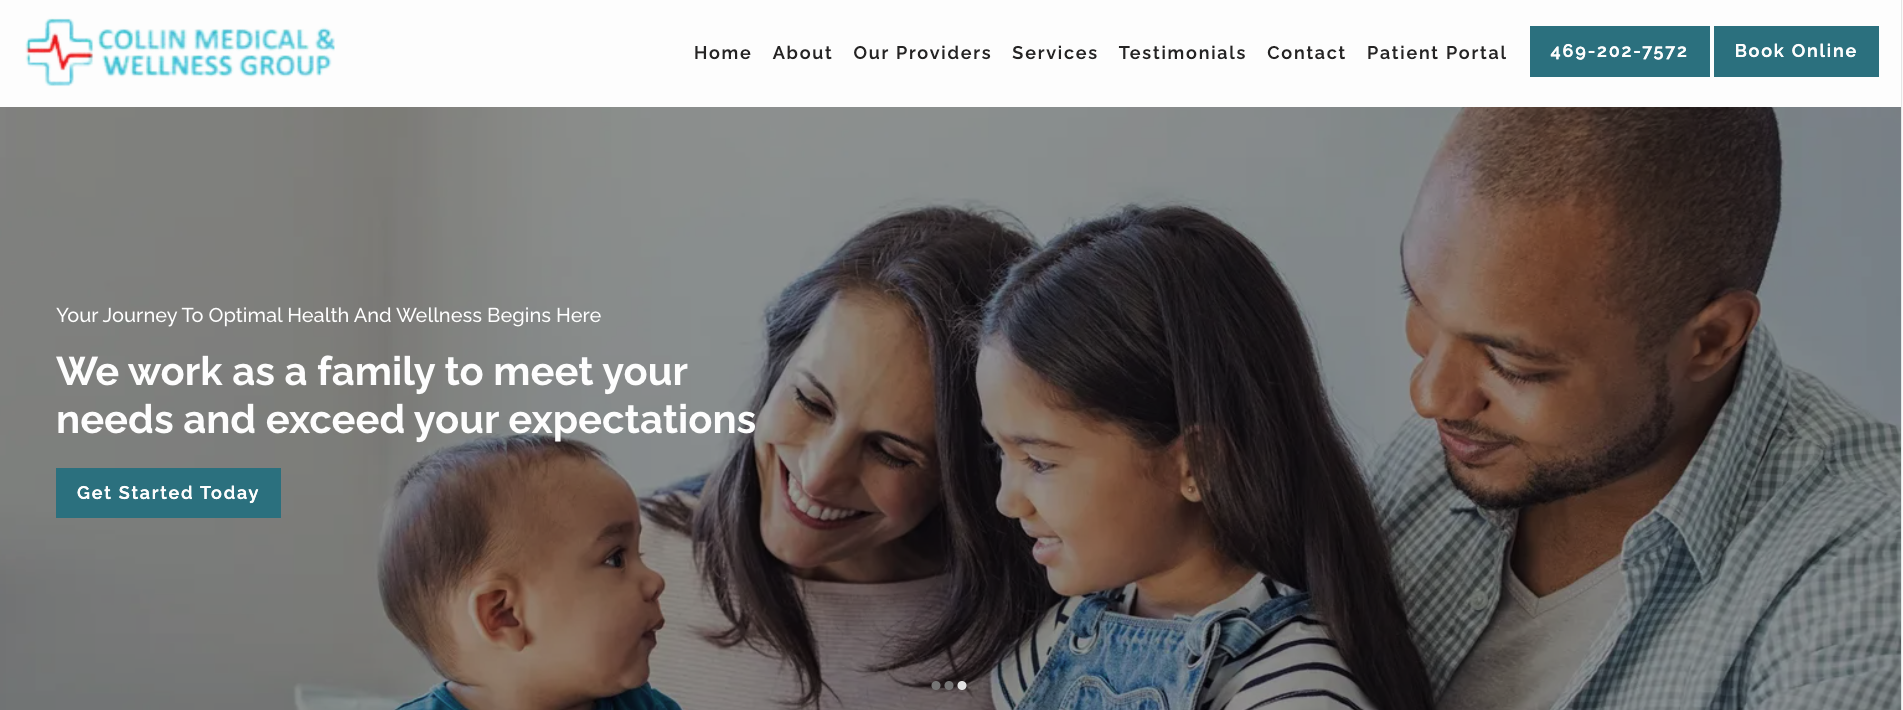 COLLIN MEDICAL &
WELLNESS GROUP
Home
About
Our Providers
Services
Testimonials
Contact
Patient Portal
469-202-7572
Book Online
Your Journey To Optimal Health And Wellness Begins Here
We work as a family to meet your
needs and exceed your expectations
Get Started Today